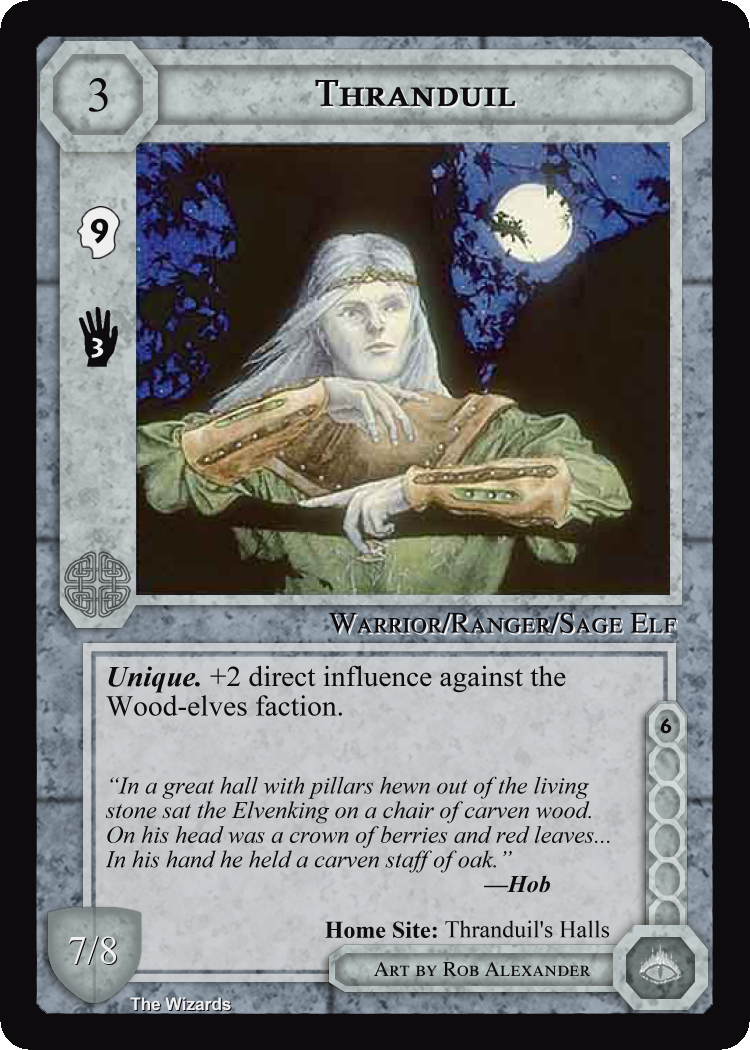 3
THRANDUIL
9
3
WARRIOR/RANGER/SAGE ELF
Unique. +2 direct influence against the
Wood-elves faction.
6
“In a great hall with pillars hewn out of the living
stone sat the Elvenking on a chair of carven wood.
On his head was a crown of berries and red leaves...
In his hand he held a carven staff of oak.”
—Hob
Home Site: Thranduil's Halls
7/8
ART BY ROB ALEXANDER
The Wizards